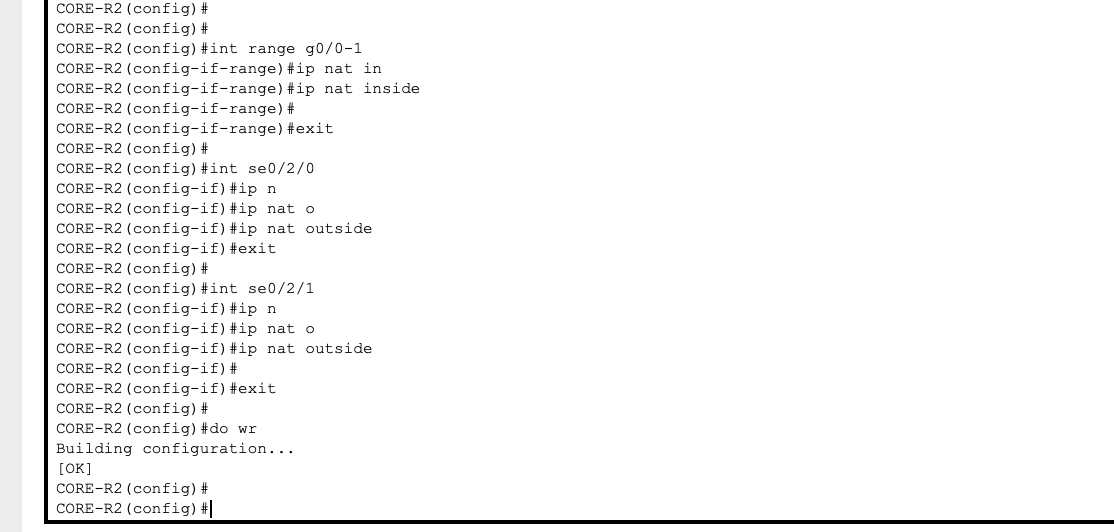 CORE-R2(config)#
CORE-R2(config)#
CORE-R2(config)#int range g0/0-1
CORE-R2(config-if-range)#ip nat in
CORE-R2(config-if-range)#ip nat inside
CORE-R2(config-if-range)#
CORE-R2(config-if-range)#exit
CORE-R2(config)#
CORE-R2(config)#int se0/2/0
CORE-R2(config-if)#ip n
CORE-R2(config-if)#ip nat o
CORE-R2(config-if)#ip nat outside
CORE-R2(config-if)#exit
CORE-R2(config)#
CORE-R2(config)#int se0/2/1
CORE-R2(config-if)#ip n
CORE-R2(config-if)#ip nat o
CORE-R2(config-if)#ip nat outside
CORE-R2(config-if)#
CORE-R2(config-if)#exit
CORE-R2(config)#
CORE-R2(config)#do wr
Building configuration...
[OK]
CORE-R2(config)#
CORE-R2(config)#